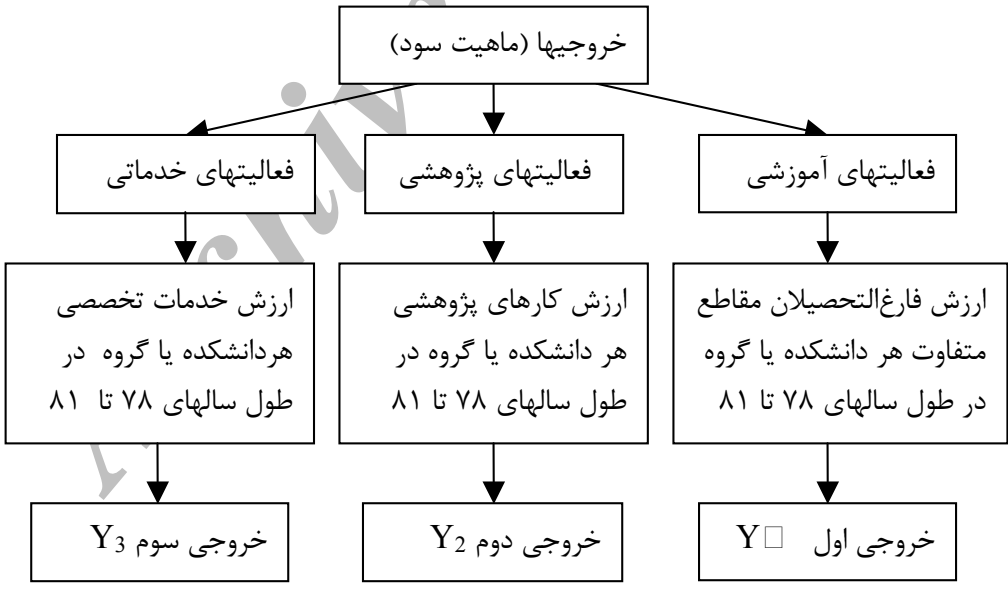 خروجیها (ماهیت سود)
فعالیتهای آموزشی
فعالیتهای پژوهشی
فعالیتهای خدماتی
ارزش فارغ‌التحصیلان مقاطع
متفاوت هر دانشکده یا گروه
در طول سالهای ۷۸ تا ۸۱
ارزش کارهای پژوهشی
هر دانشکده یا گروه در
طول سالهای ۷۸ تا ۸۱
ارزش خدمات تخصصی
هردانشکده یا گروه در
طول سالهای ۷۸ تا ۸۱
خروجی اول Y□
خروجی دوم Y2
خروجی سوم Y3